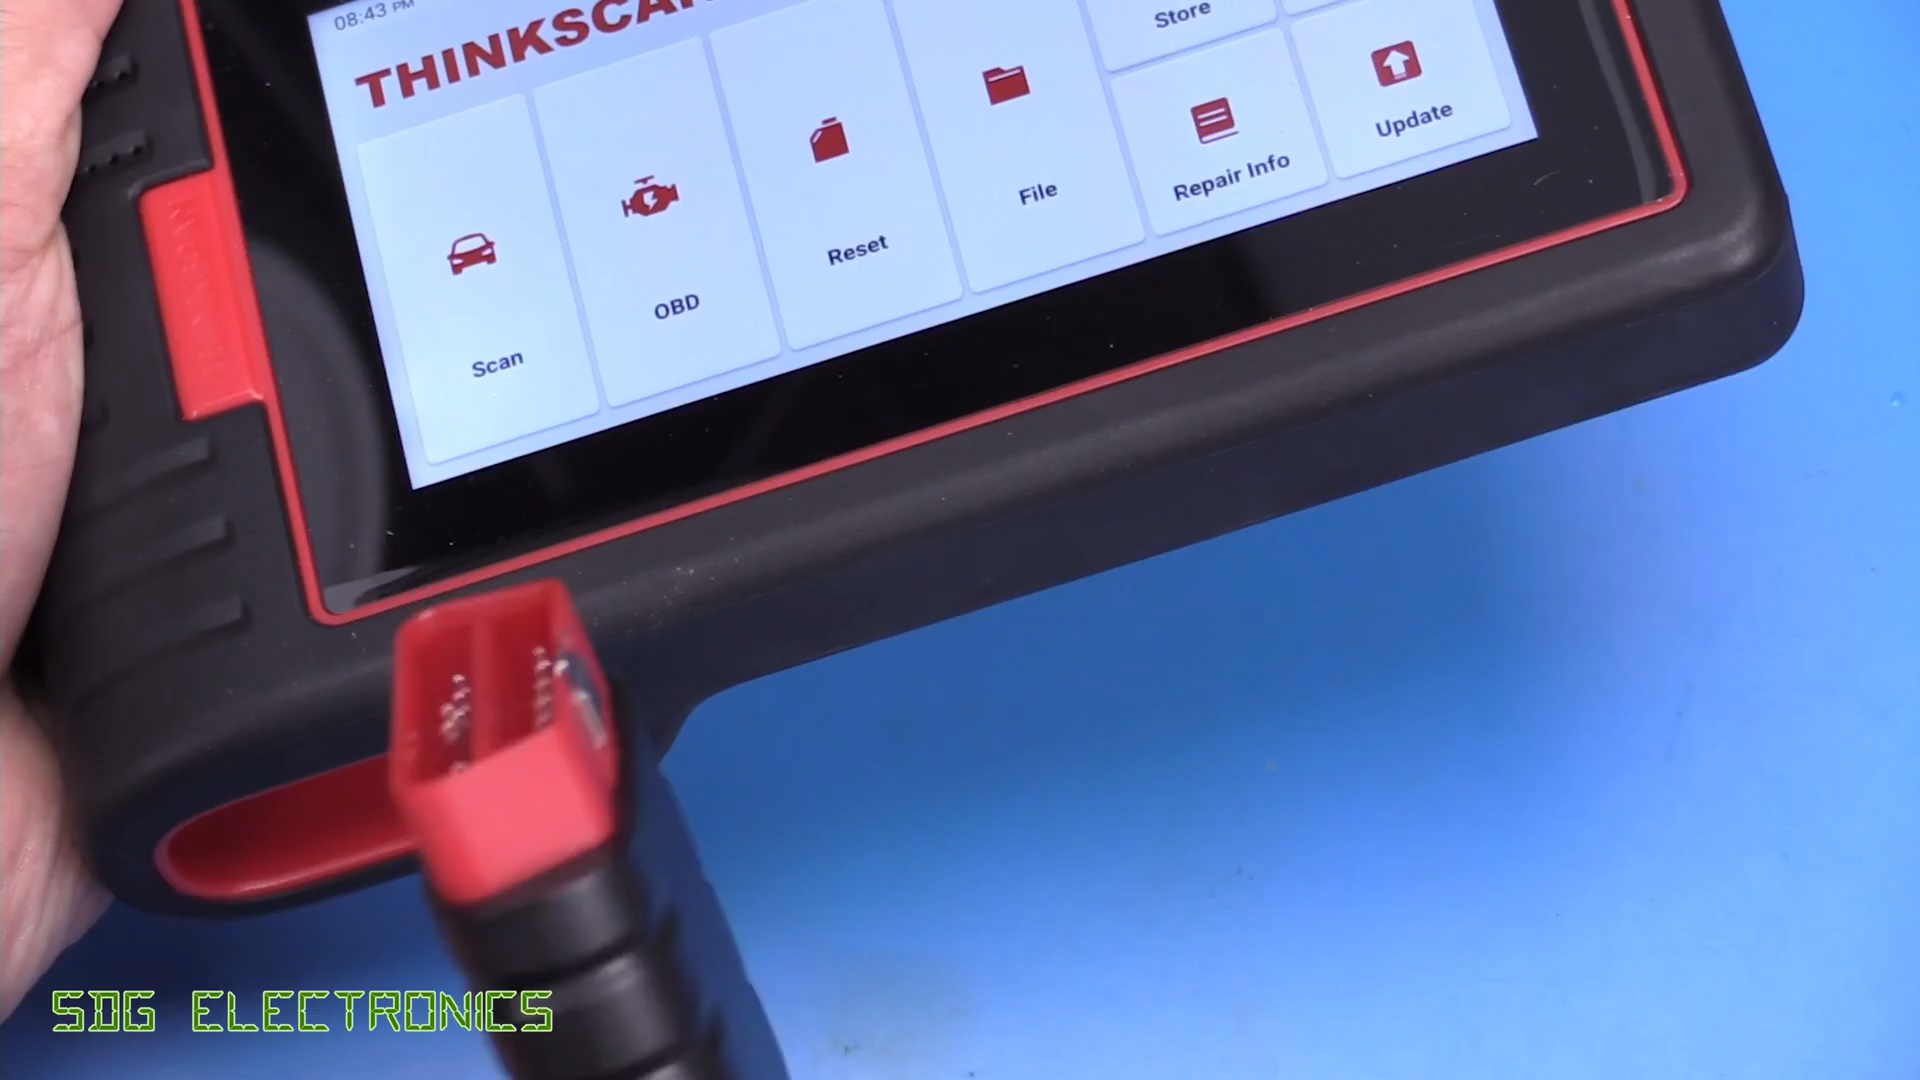 08:43 PM
THINKSCA
Store
Update
Repair Info
File
Reset
OBD
Scan
SDG ELECTRONICS